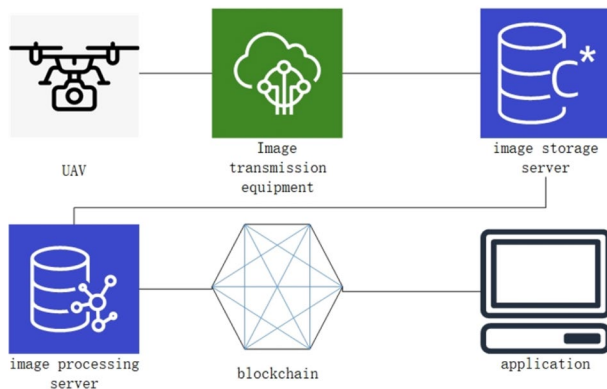 C*
UAV
Image
transmission
equipment
image storage
server
image processing
server
blockchain
application